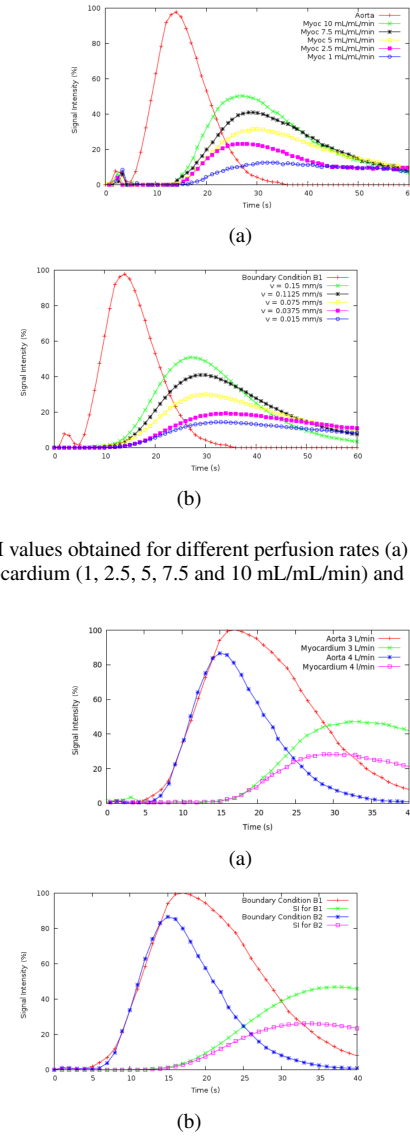 Aorta
Myoc 10 mL/mL/min
Myoc 7.5 mL/mL/min
Myoc 5 mL/mL/min
Myoc 2.5 mL/mL/min
Myoc 1 mL/mL/min
Signal Intensity (%)
100
80
60
40
20
0
0 10 20 30 40 50 60
Time (s)
(a)
Boundary Condition B1
v = 0.15 mm/s
v = 0.1125 mm/s
v = 0.075 mm/s
v = 0.0375 mm/s
v = 0.015 mm/s
Signal Intensity (%)
100
80
60
40
20
0
0 10 20 30 40 50 60
Time (s)
(b)
values obtained for different perfusion rates (a)
cardium (1, 2.5, 5, 7.5 and 10 mL/mL/min) and
Aorta 3 L/min
Myocardium 3 L/min
Aorta 4 L/min
Myocardium 4 L/min
Signal Intensity (%)
100
80
60
40
20
0
0 5 10 15 20 25 30 35 40
Time (s)
(a)
Boundary Condition B1
SI for B1
Boundary Condition B2
SI for B2
Signal Intensity (%)
100
80
60
40
20
0
0 5 10 15 20 25 30 35 40
Time (s)
(b)